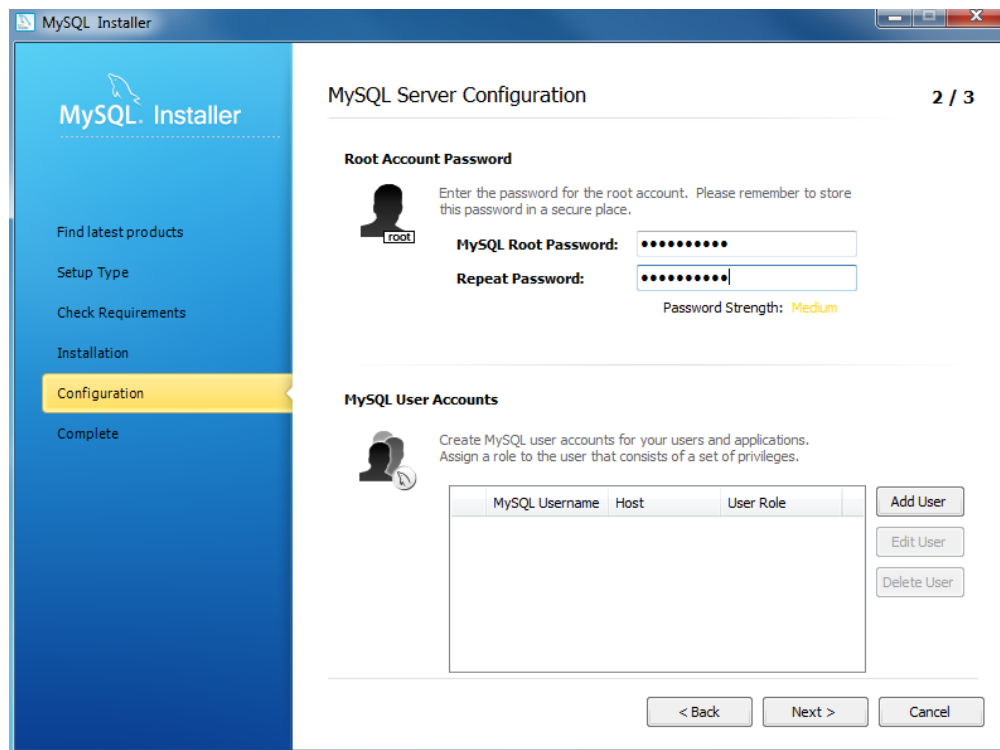 MySQL Installer
MySQL. Installer
Find latest products
Setup Type
Check Requirements
Installation
Configuration
Complete
MySQL Server Configuration
2 / 3
Root Account Password
root
Enter the password for the root account. Please remember to store
this password in a secure place.
MySQL Root Password: ●●●●●●●●●●
Repeat Password: ●●●●●●●●●●
Password Strength: Medium
MySQL User Accounts
Create MySQL user accounts for your users and applications.
Assign a role to the user that consists of a set of privileges.
MySQL Username Host User Role
Add User
Edit User
Delete User
< Back Next > Cancel